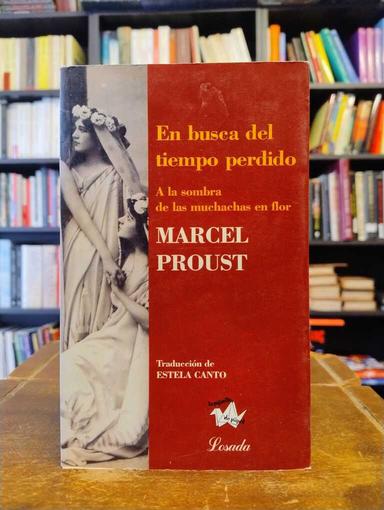 En busca del
tiempo perdido
A la sombra
de las muchachas en flor
MARCEL
PROUST
Traducción de
ESTELA CANTO
Losada